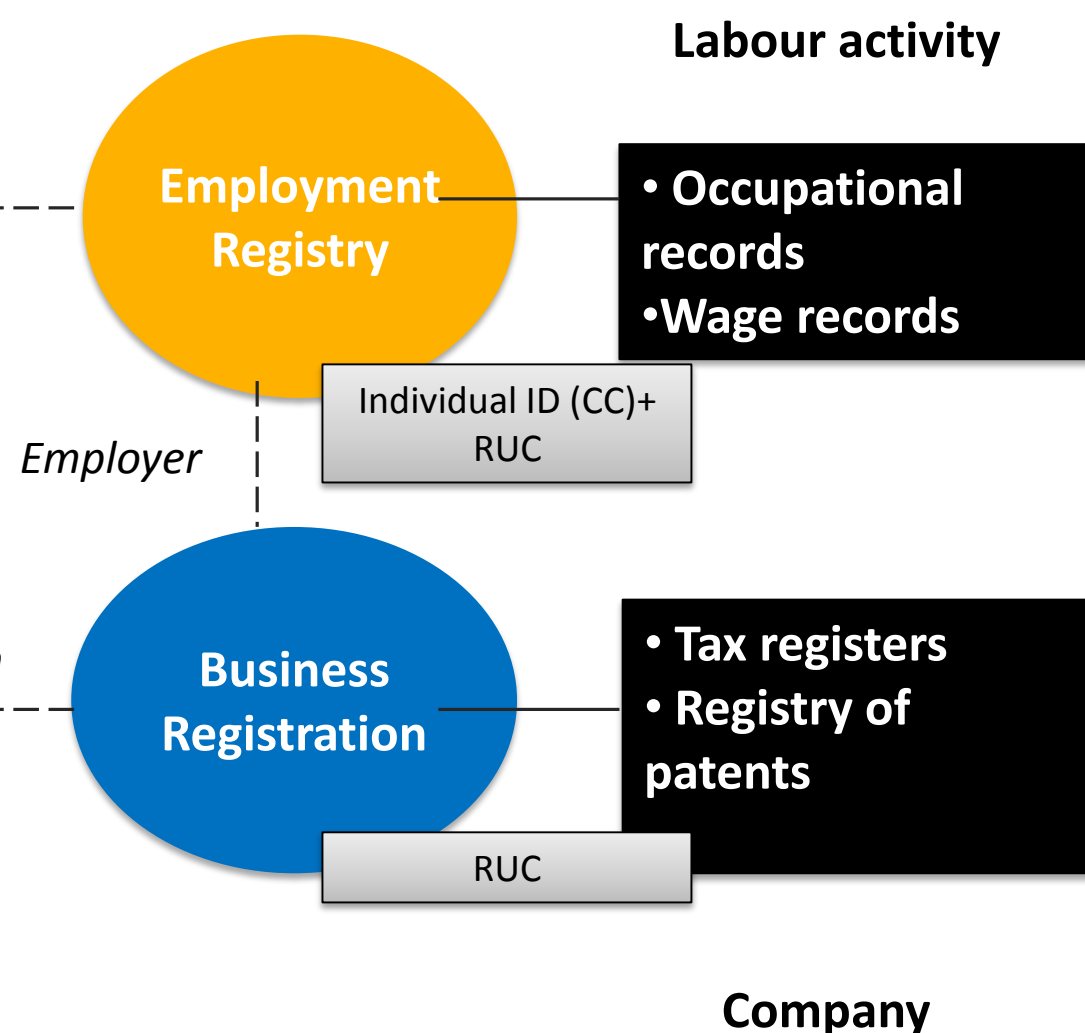 Labour activity
Employment
Registry
• Occupational
records
•Wage records
Individual ID (CC)+
RUC
Employer
Business
Registration
• Tax registers
• Registry of
patents
RUC
Company